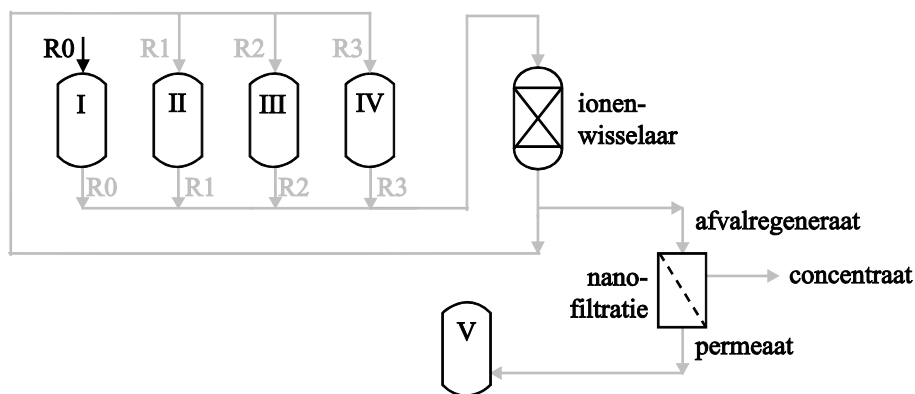 R0 R1 R2 R3
I II III IV
ionen-
wisselaar
R0 R1 R2 R3
afvalregeneraat
nano-
filtratie
concentraat
V
permeaat